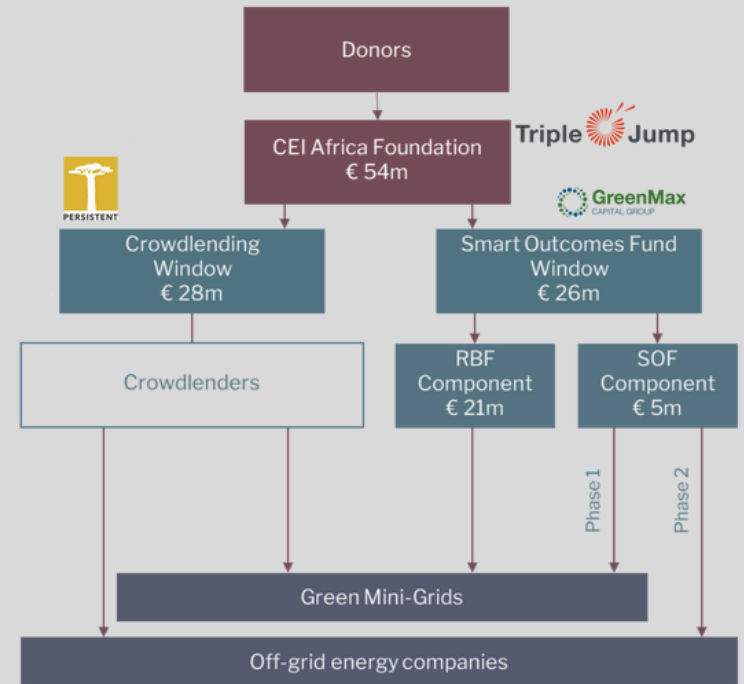 Donors
CEI Africa Foundation
€ 54m
Triple Jump
PERSISTENT
GreenMax
CAPITAL GROUP
Crowdlending
Window
€ 28m
Smart Outcomes Fund
Window
€ 26m
Crowdlenders
RBF
Component
€ 21m
SOF
Component
€ 5m
Phase 1
Phase 2
Green Mini-Grids
Off-grid energy companies